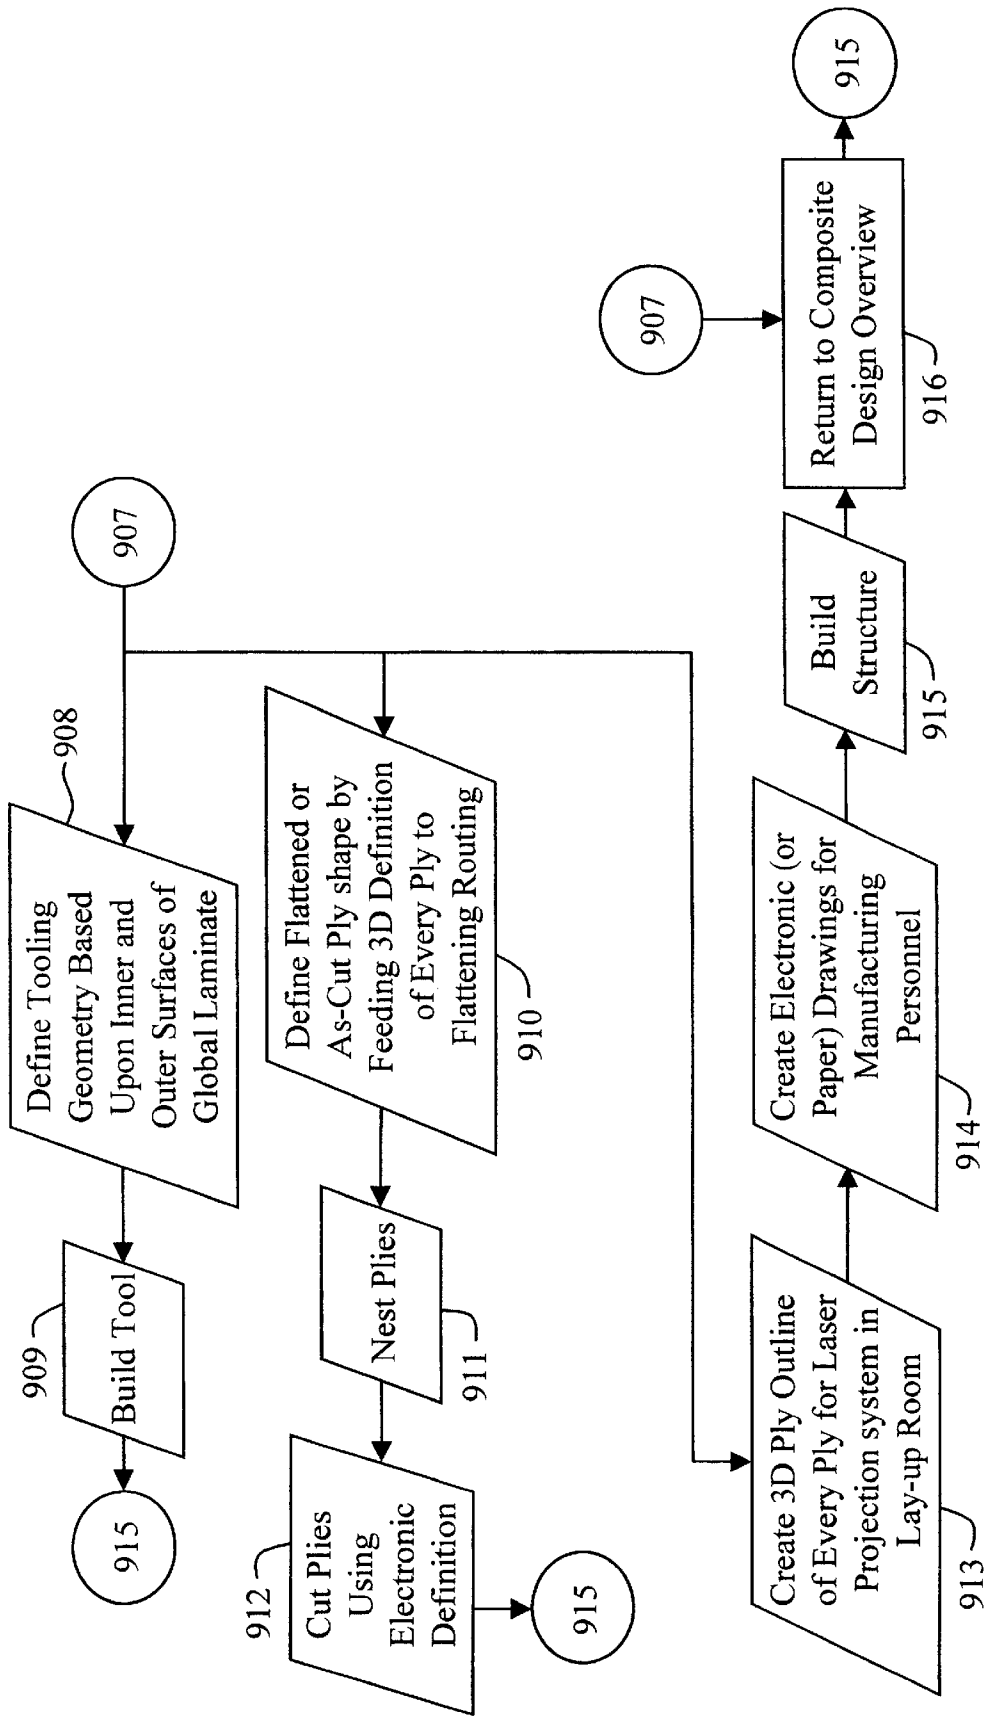 907
908
Define Tooling
Geometry Based
Upon Inner and
Outer Surfaces of
Global Laminate
909
Build Tool
915
Define Flattened or
As-Cut Ply shape by
Feeding 3D Definition
of Every Ply to
Flattening Routing
910
Nest Plies
911
912
Cut Plies
Using
Electronic
Definition
915
Create 3D Ply Outline
of Every Ply for Laser
Projection system in
Lay-up Room
913
Create Electronic (or
Paper) Drawings for
Manufacturing
Personnel
914
Build
Structure
915
907
Return to Composite
Design Overview
916
915